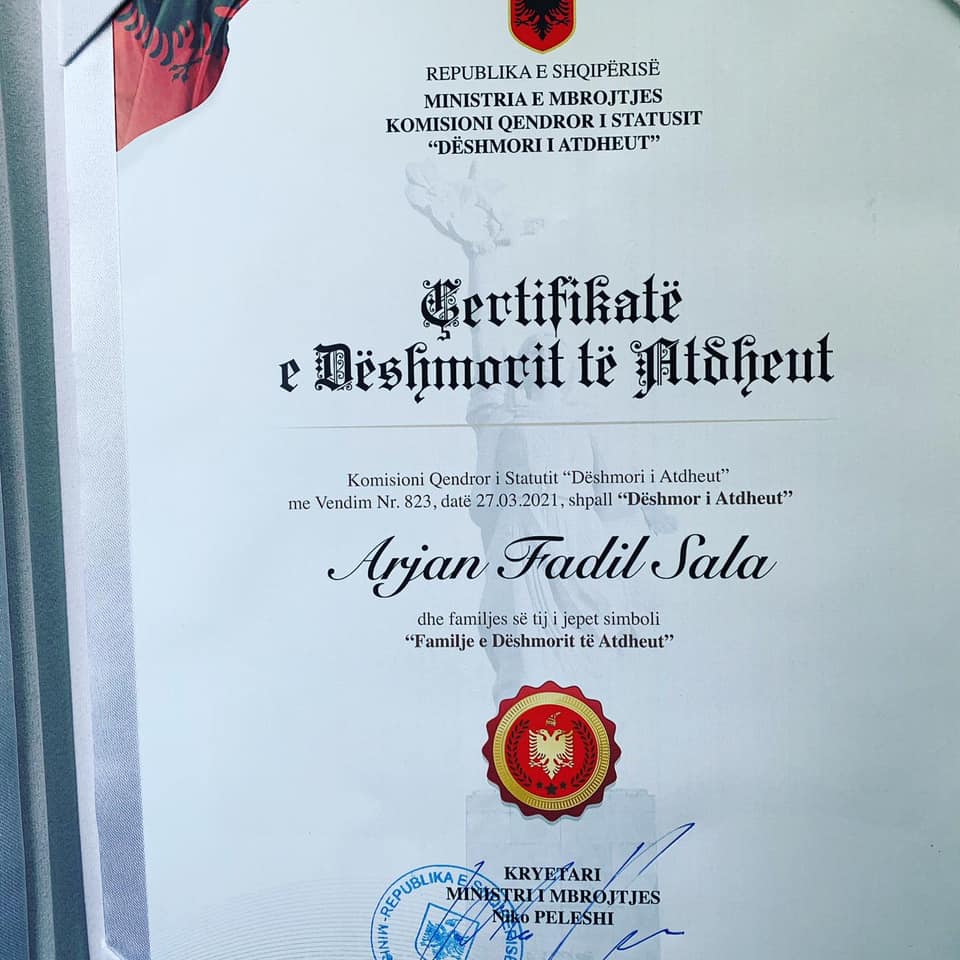 REPUBLIKA E SHQIPËRISË
MINISTRIA E MBROJTJES
KOMISIONI QENDROR I STATUSIT
“DËSHMORI I ATDHEUT”
Çertifikatë
e Dëshmorit të Atdheut
Komisioni Qendror i Statutit “Dëshmori i Atdheut”
me Vendim Nr. 823, datë 27.03.2021, shpall “Dëshmor i Atdheut”
Arjan Fadil Sala
dhe familjes së tij i jepet simboli
“Familje e Dëshmorit të Atdheut”
KRYETARI
MINISTRI I MBROJTJES
Niko PELESHI
REPUBLIKA E